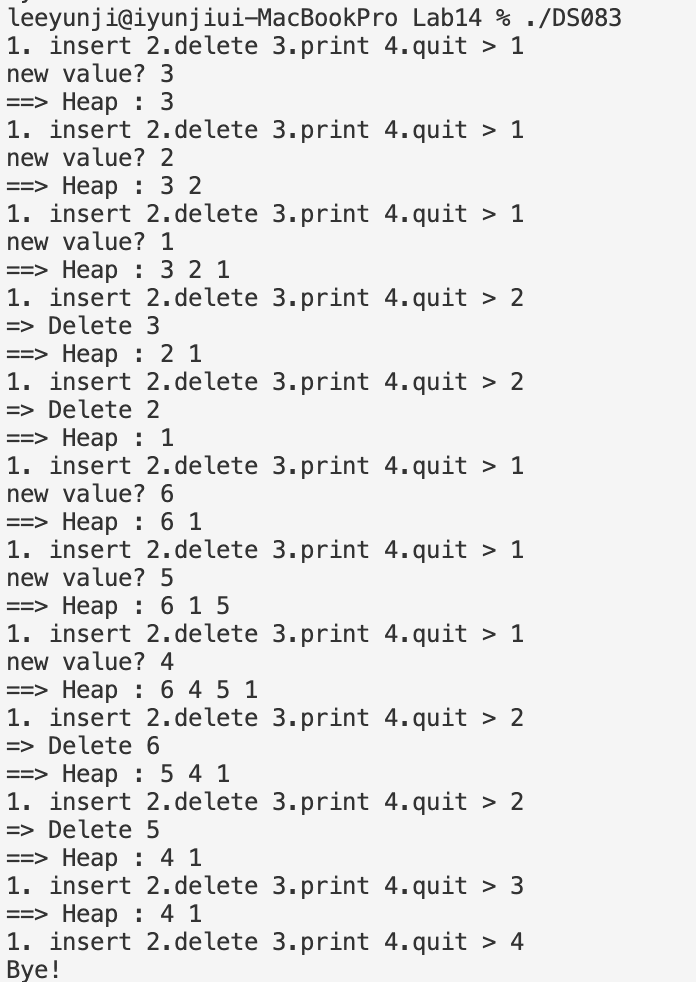 leeyunji@iyunjiui-MacBookPro Lab14 % ./DS083
1. insert 2.delete 3.print 4.quit > 1
new value? 3
==> Heap : 3
1. insert 2.delete 3.print 4.quit > 1
new value? 2
==> Heap : 3 2
1. insert 2.delete 3.print 4.quit > 1
new value? 1
==> Heap : 3 2 1
1. insert 2.delete 3.print 4.quit > 2
=> Delete 3
==> Heap : 2 1
1. insert 2.delete 3.print 4.quit > 2
=> Delete 2
==> Heap : 1
1. insert 2.delete 3.print 4.quit > 1
new value? 6
==> Heap : 6 1
1. insert 2.delete 3.print 4.quit > 1
new value? 5
==> Heap : 6 1 5
1. insert 2.delete 3.print 4.quit > 1
new value? 4
==> Heap : 6 4 5 1
1. insert 2.delete 3.print 4.quit > 2
=> Delete 6
==> Heap : 5 4 1
1. insert 2.delete 3.print 4.quit > 2
=> Delete 5
==> Heap : 4 1
1. insert 2.delete 3.print 4.quit > 3
==> Heap : 4 1
1. insert 2.delete 3.print 4.quit > 4
Bye!